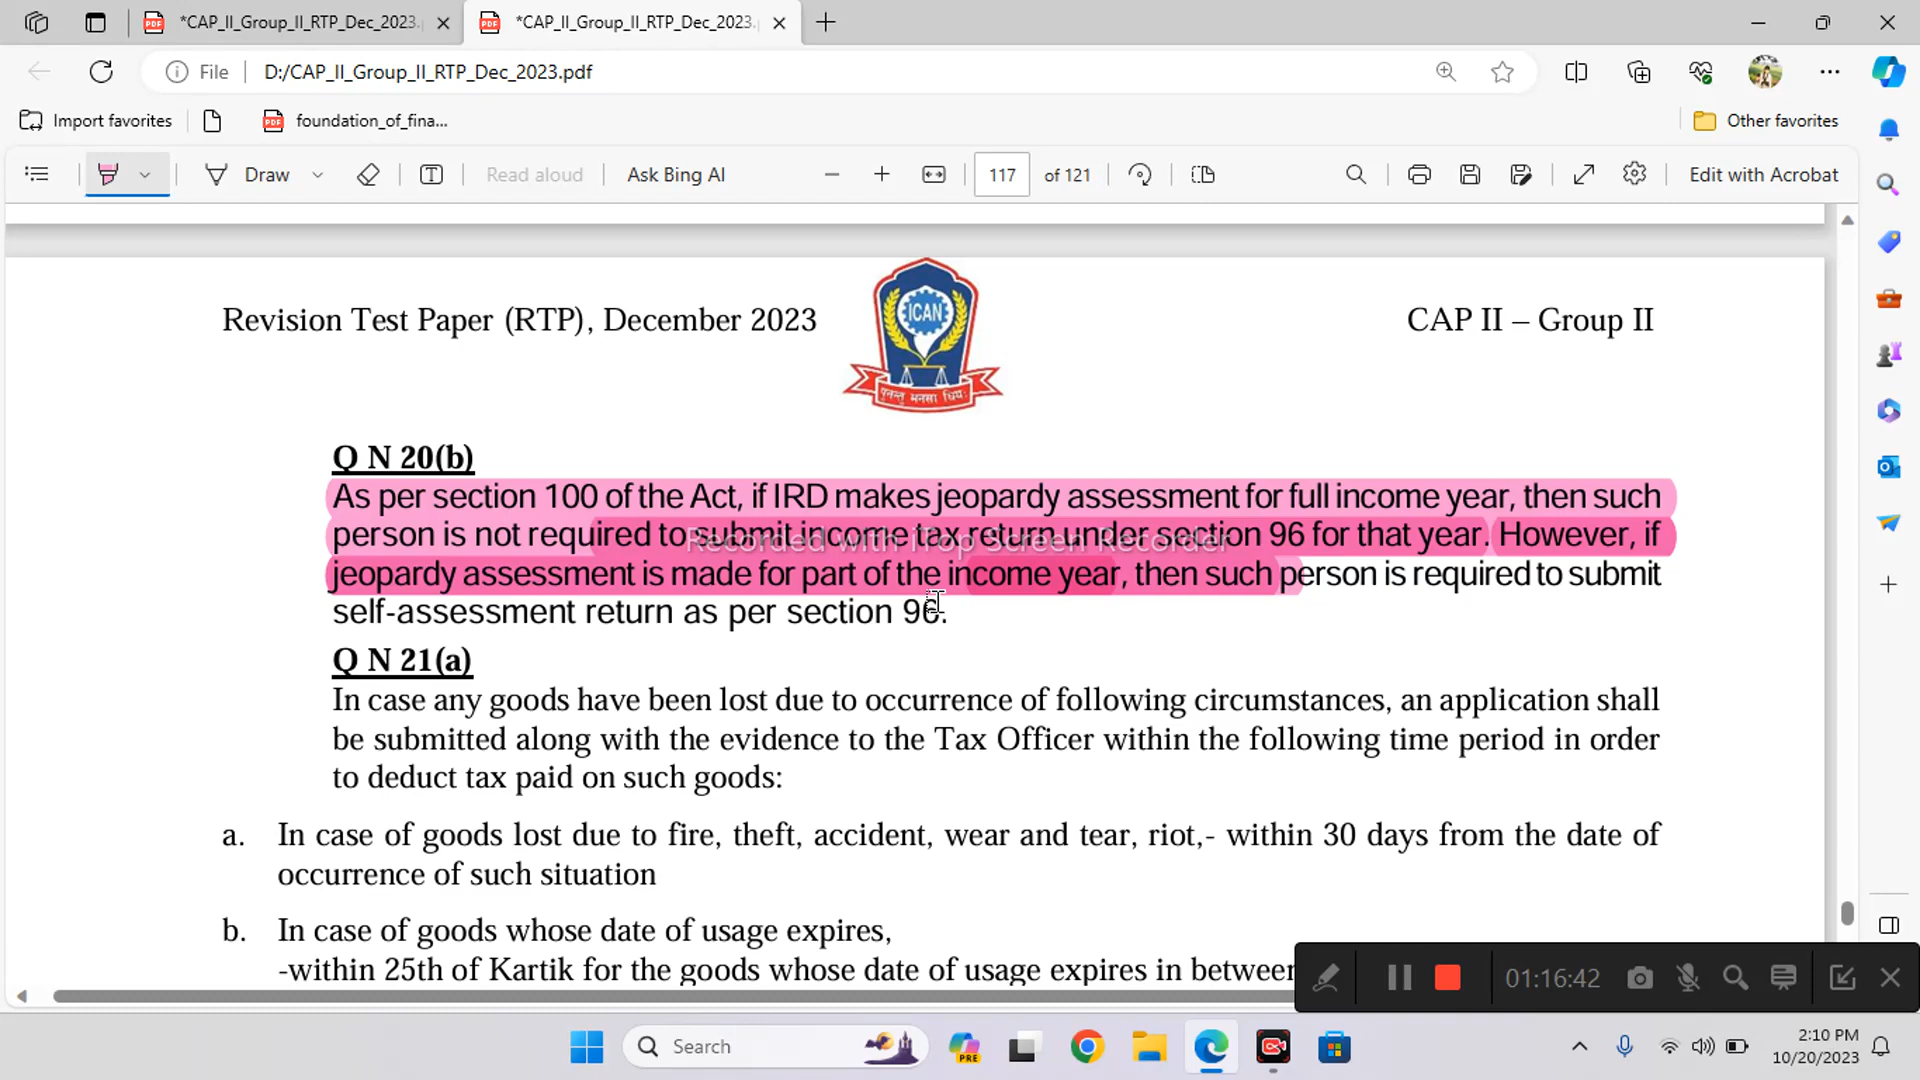 *CAP_II_Group_II_RTP_Dec_2023.
*CAP_II_Group_II_RTP_Dec_2023.
File
D:/CAP_II_Group_II_RTP_Dec_2023.pdf
Import favorites
foundation_of_fina...
Other favorites
Draw
Read aloud
Ask Bing AI
117
of 121
Edit with Acrobat
Revision Test Paper (RTP), December 2023
ICAN
पुनन्तु मनसा धियः
CAP II – Group II
Q N 20(b)
As per section 100 of the Act, if IRD makes jeopardy assessment for full income year, then such
person is not required to submit income tax return under section 96 for that year. However, if
Recorded with iTop Screen Recorder
jeopardy assessment is made for part of the income year, then such person is required to submit
self-assessment return as per section 96.
Q N 21(a)
In case any goods have been lost due to occurrence of following circumstances, an application shall
be submitted along with the evidence to the Tax Officer within the following time period in order
to deduct tax paid on such goods:
a. In case of goods lost due to fire, theft, accident, wear and tear, riot,- within 30 days from the date of
occurrence of such situation
b. In case of goods whose date of usage expires,
-within 25th of Kartik for the goods whose date of usage expires in between
01:16:42
Search
PRE
2:10 PM
10/20/2023